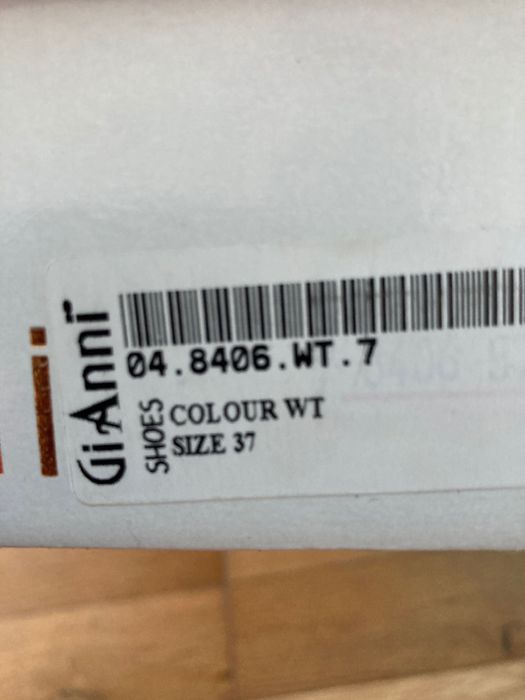 GiAnni
SHOES
04.8406.WT.7
COLOUR WT
SIZE 37